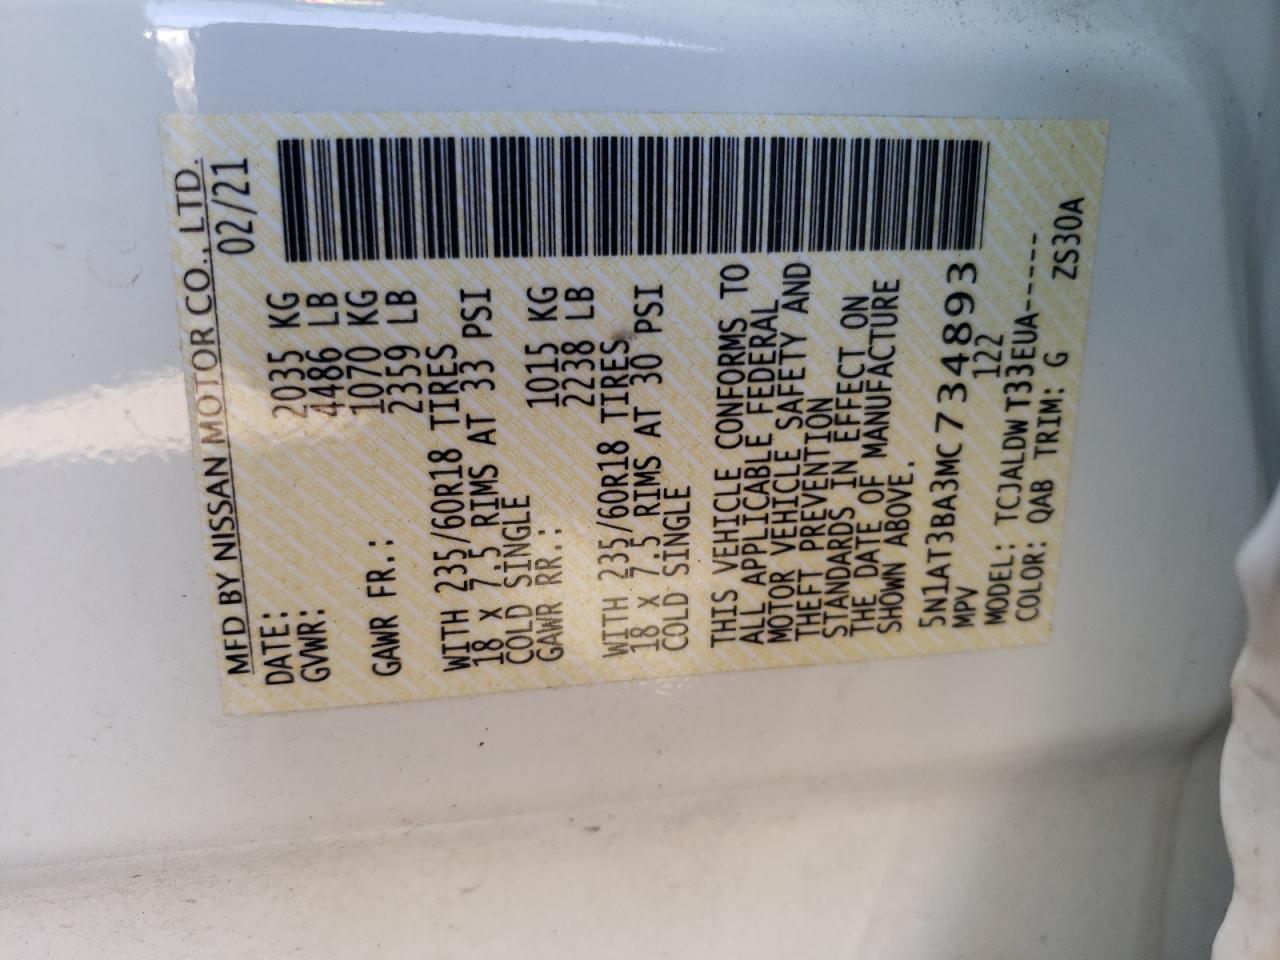 MFD BY NISSAN MOTOR CO., LTD.
DATE: 02/21
GVWR: 2035 KG
4486 LB
GAWR FR.: 1070 KG
2359 LB
WITH 235/60R18 TIRES
18 x 7.5 RIMS AT 33 PSI
COLD SINGLE
GAWR RR.: 1015 KG
2238 LB
WITH 235/60R18 TIRES
18 x 7.5 RIMS AT 30 PSI
COLD SINGLE
THIS VEHICLE CONFORMS TO
ALL APPLICABLE FEDERAL
MOTOR VEHICLE SAFETY AND
THEFT PREVENTION
STANDARDS IN EFFECT ON
THE DATE OF MANUFACTURE
SHOWN ABOVE.
5N1AT3BA3MC734893
MPV 122
MODEL: TCJALDWT33EUA-----
COLOR: QAB TRIM: G ZS30A